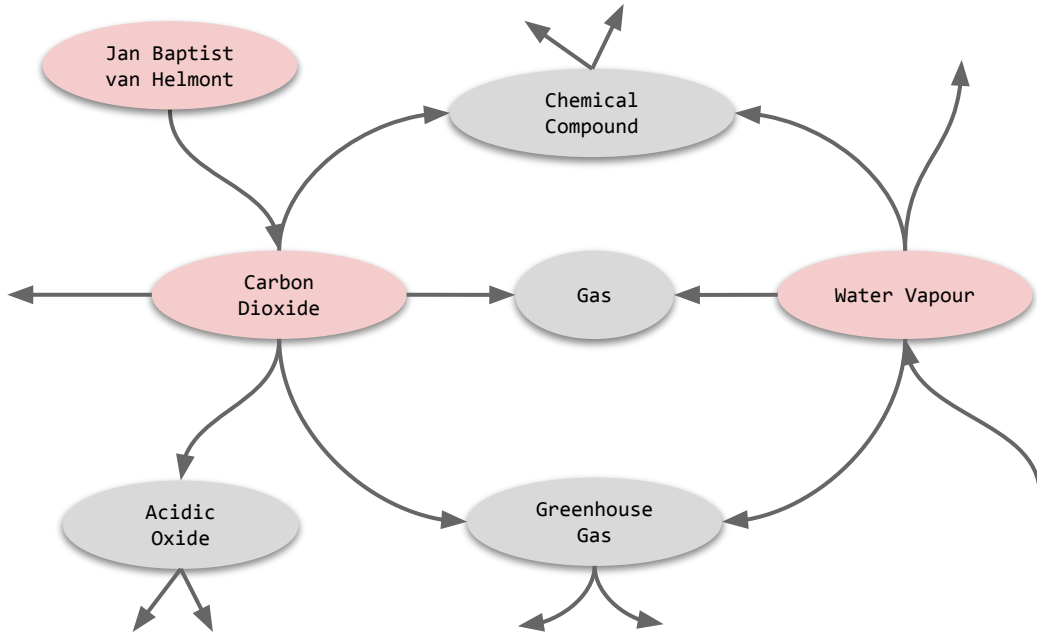 Jan Baptist
van Helmont
Chemical
Compound
Carbon
Dioxide
Gas
Water Vapour
Acidic
Oxide
Greenhouse
Gas